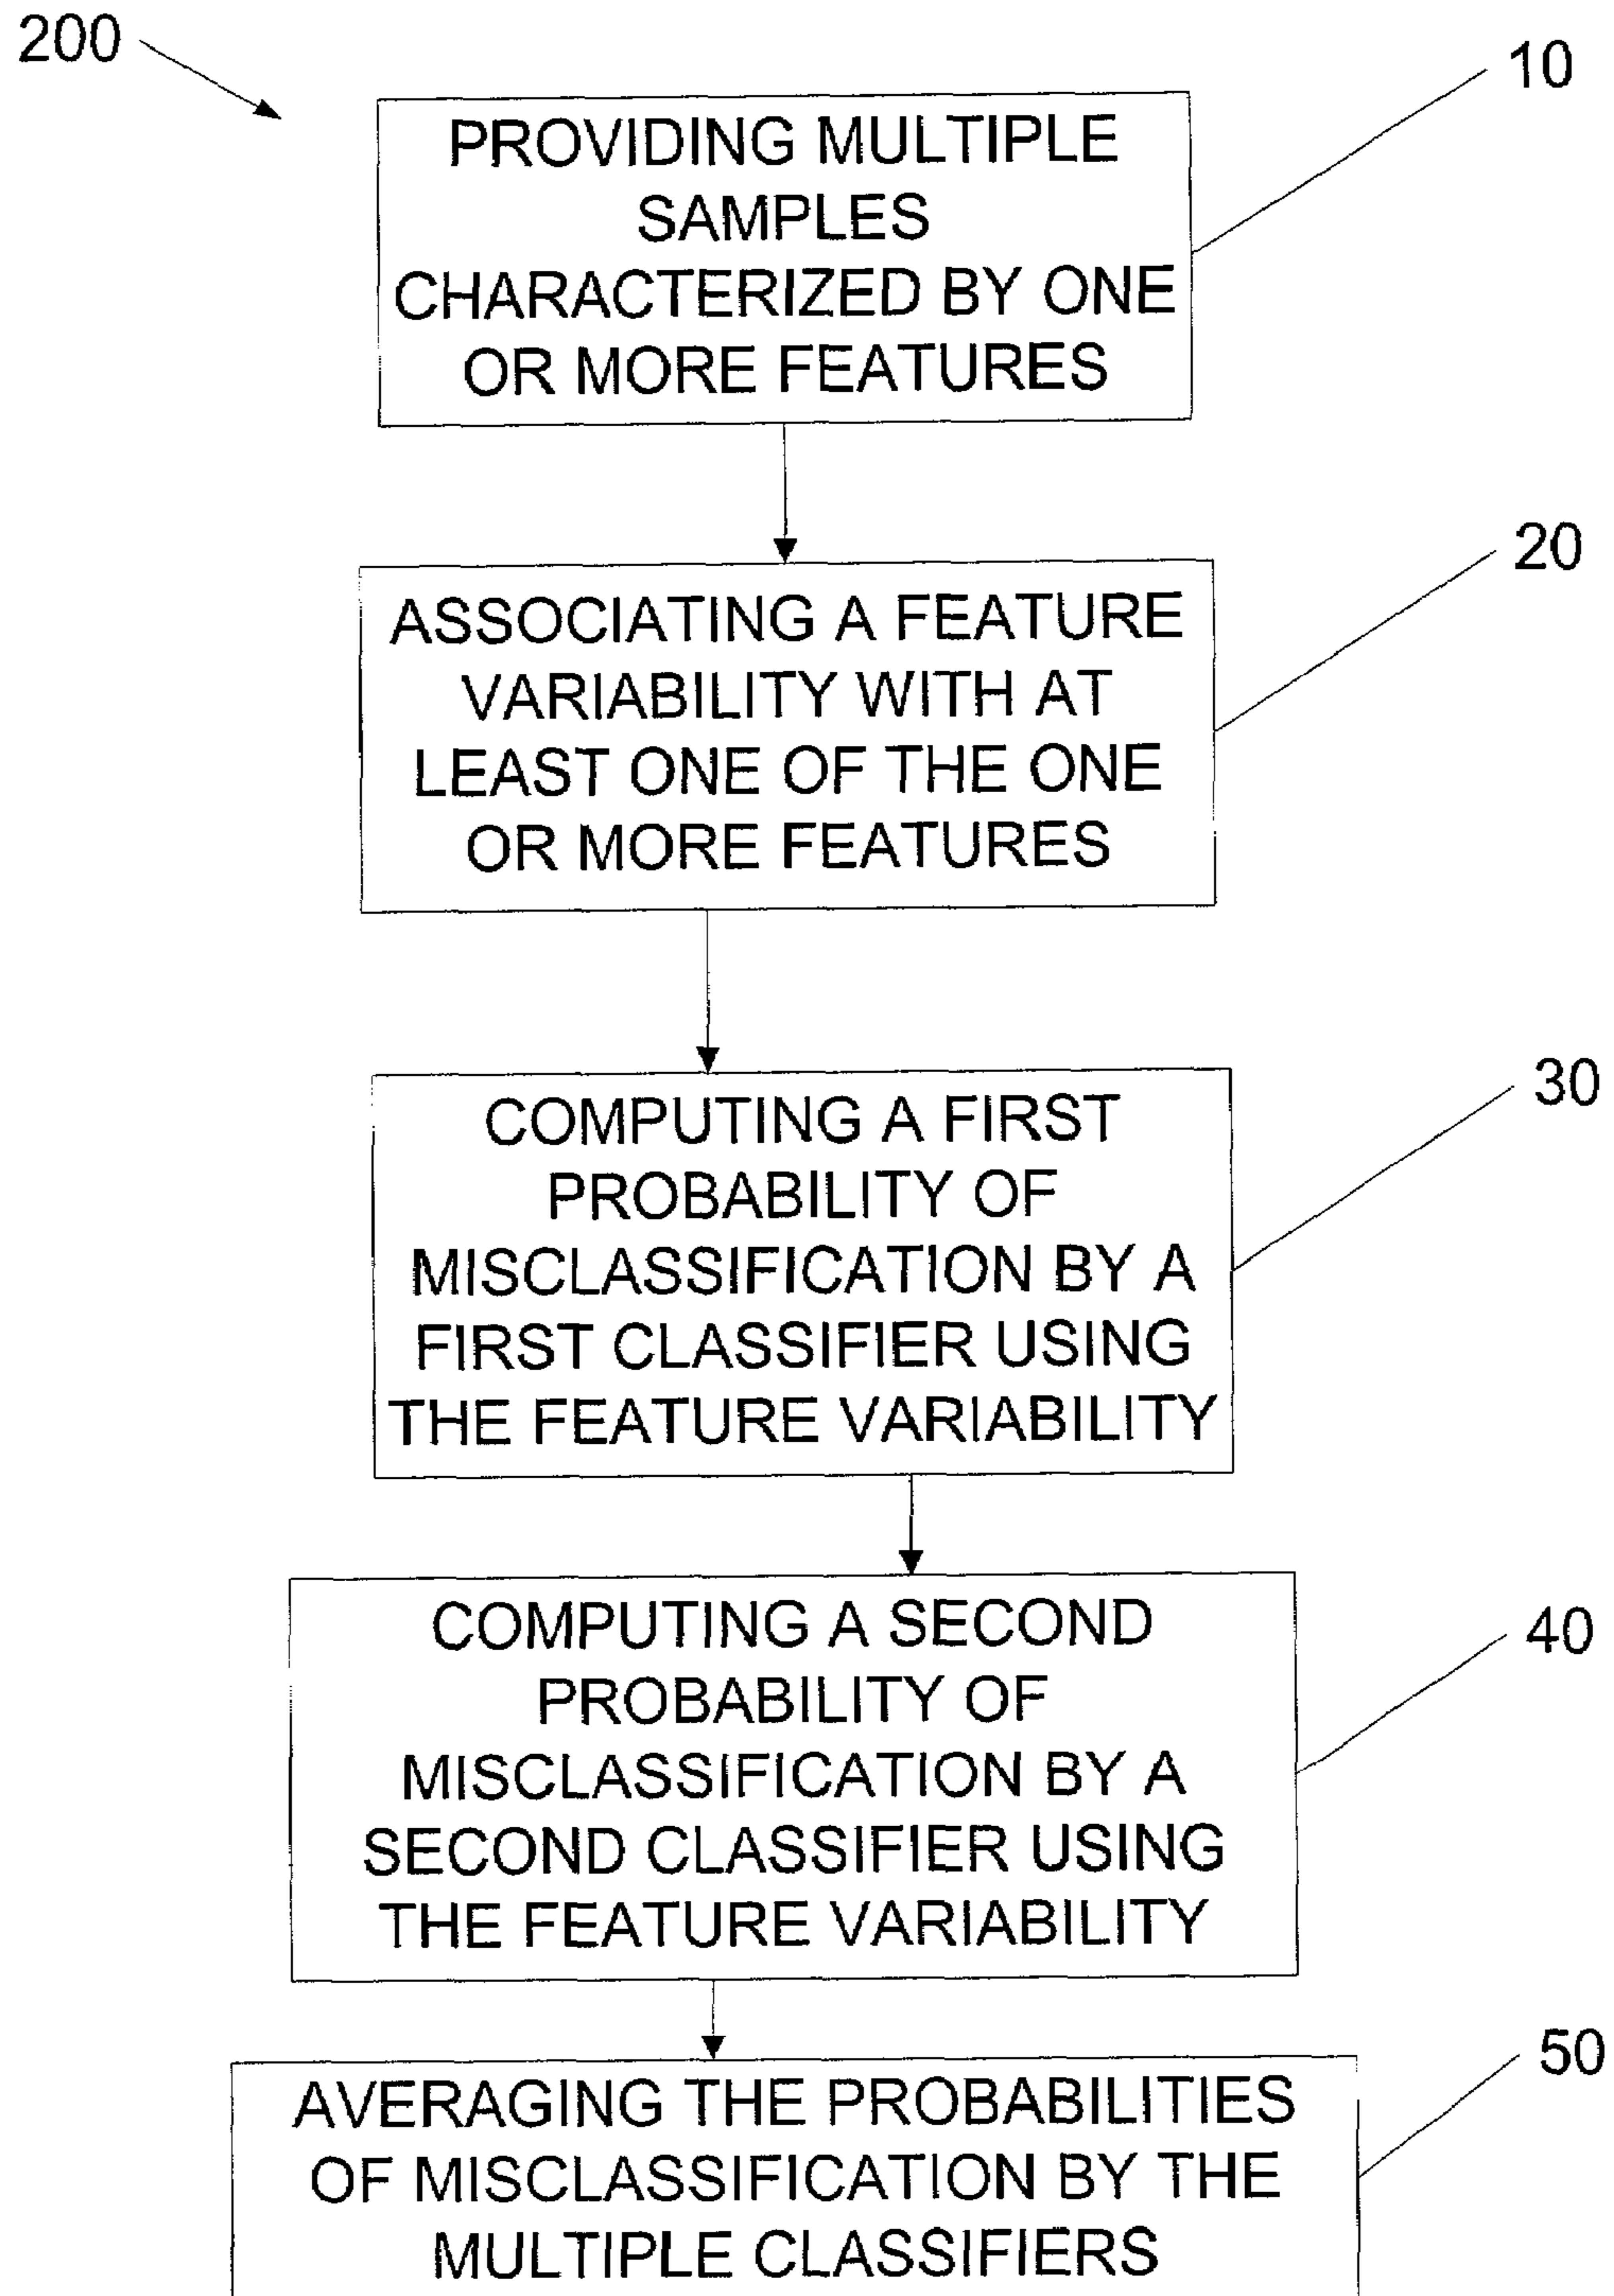 200
10
PROVIDING MULTIPLE
SAMPLES
CHARACTERIZED BY ONE
OR MORE FEATURES
20
ASSOCIATING A FEATURE
VARIABILITY WITH AT
LEAST ONE OF THE ONE
OR MORE FEATURES
30
COMPUTING A FIRST
PROBABILITY OF
MISCLASSIFICATION BY A
FIRST CLASSIFIER USING
THE FEATURE VARIABILITY
40
COMPUTING A SECOND
PROBABILITY OF
MISCLASSIFICATION BY A
SECOND CLASSIFIER USING
THE FEATURE VARIABILITY
50
AVERAGING THE PROBABILITIES
OF MISCLASSIFICATION BY THE
MULTIPLE CLASSIFIERS